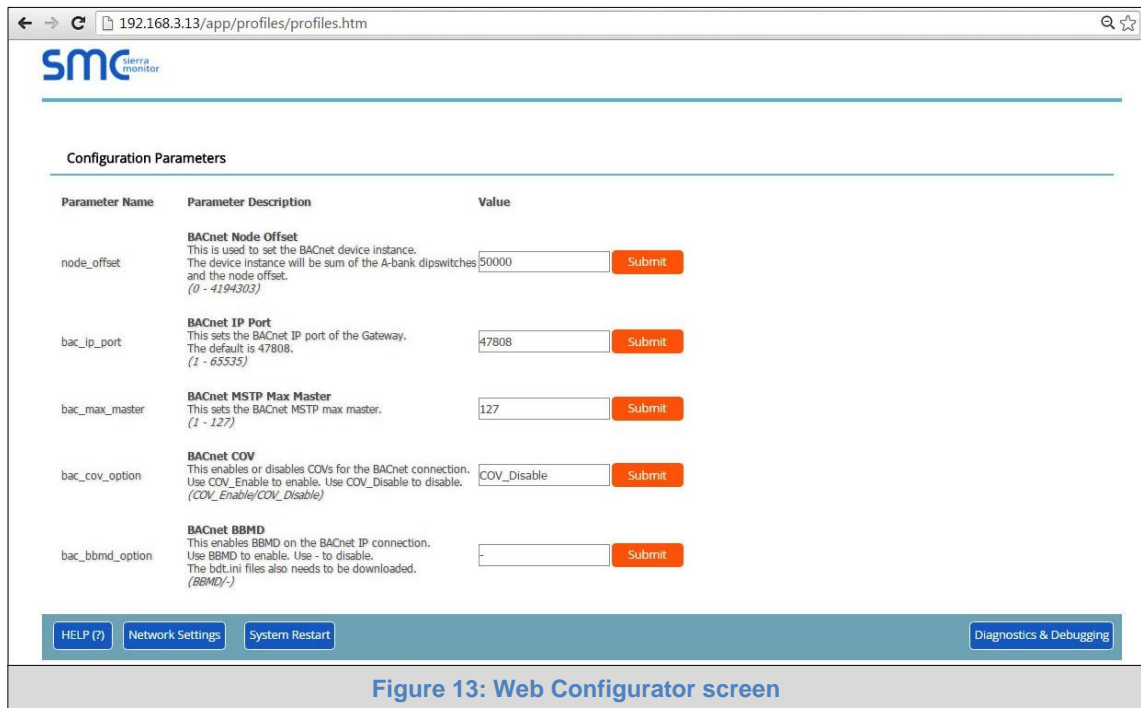 192.168.3.13/app/profiles/profiles.htm
SMC sierra monitor
Configuration Parameters
Parameter Name Parameter Description Value
BACnet Node Offset
This is used to set the BACnet device instance.
node_offset The device instance will be sum of the A-bank dipswitches 50000 Submit
and the node offset.
(0 - 4194303)
BACnet IP Port
This sets the BACnet IP port of the Gateway.
bac_ip_port The default is 47808. 47808 Submit
(1 - 65535)
BACnet MSTP Max Master
bac_max_master This sets the BACnet MSTP max master. 127 Submit
(1 - 127)
BACnet COV
This enables or disables COVs for the BACnet connection.
bac_cov_option Use COV_Enable to enable. Use COV_Disable to disable. COV_Disable Submit
(COV_Enable/COV_Disable)
BACnet BBMD
This enables BBMD on the BACnet IP connection.
bac_bbmd_option Use BBMD to enable. Use - to disable. - Submit
The bdt.ini files also needs to be downloaded.
(BBMD/-)
HELP (?) Network Settings System Restart Diagnostics & Debugging
Figure 13: Web Configurator screen